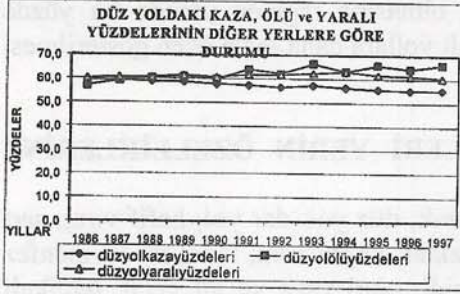 DÜZ YOLDAKİ KAZA, ÖLÜ ve YARALI
YÜZDELERİNİN DİĞER YERLERE GÖRE
DURUMU
70,0
60,0
50,0
40,0
30,0
20,0
10,0
0,0
YÜZDELER
YILLAR
1986 1987 1988 1989 1990 1991 1992 1993 1994 1995 1996 1997
düzyolkazayüzdeleri düzyolölüyüzdeleri
düzyolyaralıyüzdeleri